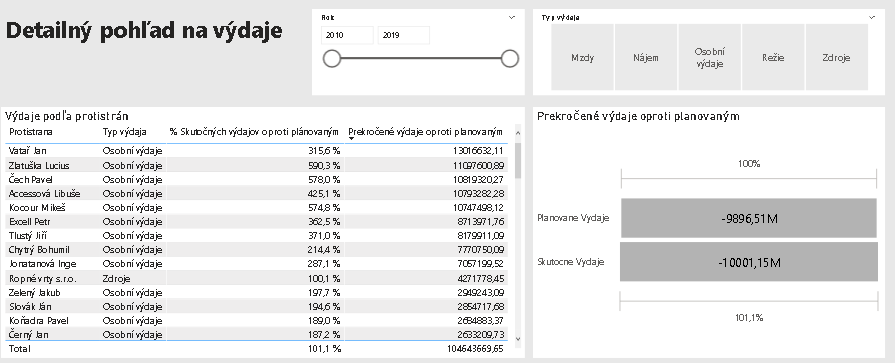 Detailný pohľad na výdaje
Rok
2010 2019
Typ výdaja
Mzdy Nájem Osobní výdaje Režie Zdroje
Výdaje podľa protistrán
Protistrana Typ výdaja % Skutočných výdajov oproti plánovaným Prekročené výdaje oproti planovaným
Vatař Jan Osobní výdaje 315,6 % 13016632,11
Zlatuška Lucius Osobní výdaje 590,3 % 11097600,89
Čech Pavel Osobní výdaje 578,0 % 10819320,27
Accessová Libuše Osobní výdaje 425,1 % 10793282,28
Kocour Mikeš Osobní výdaje 574,8 % 10747498,12
Excell Petr Osobní výdaje 362,5 % 8713971,76
Tlustý Jiří Osobní výdaje 371,0 % 8179911,09
Chytrý Bohumil Osobní výdaje 214,4 % 7770750,09
Jonatanová Inge Osobní výdaje 287,1 % 7057199,52
Ropné vrty s.r.o. Zdroje 100,1 % 4271778,45
Zelený Jakub Osobní výdaje 197,7 % 2949243,09
Slovák Ján Osobní výdaje 194,6 % 2854717,68
Koňadra Pavel Osobní výdaje 189,0 % 2684883,37
Černý Jan Osobní výdaje 187,2 % 2633209,73
Total 101,1 % 104643669,65
Prekročené výdaje oproti planovaným
100%
Planovane Vydaje -9896,51M
Skutocne Vydaje -10001,15M
101,1%